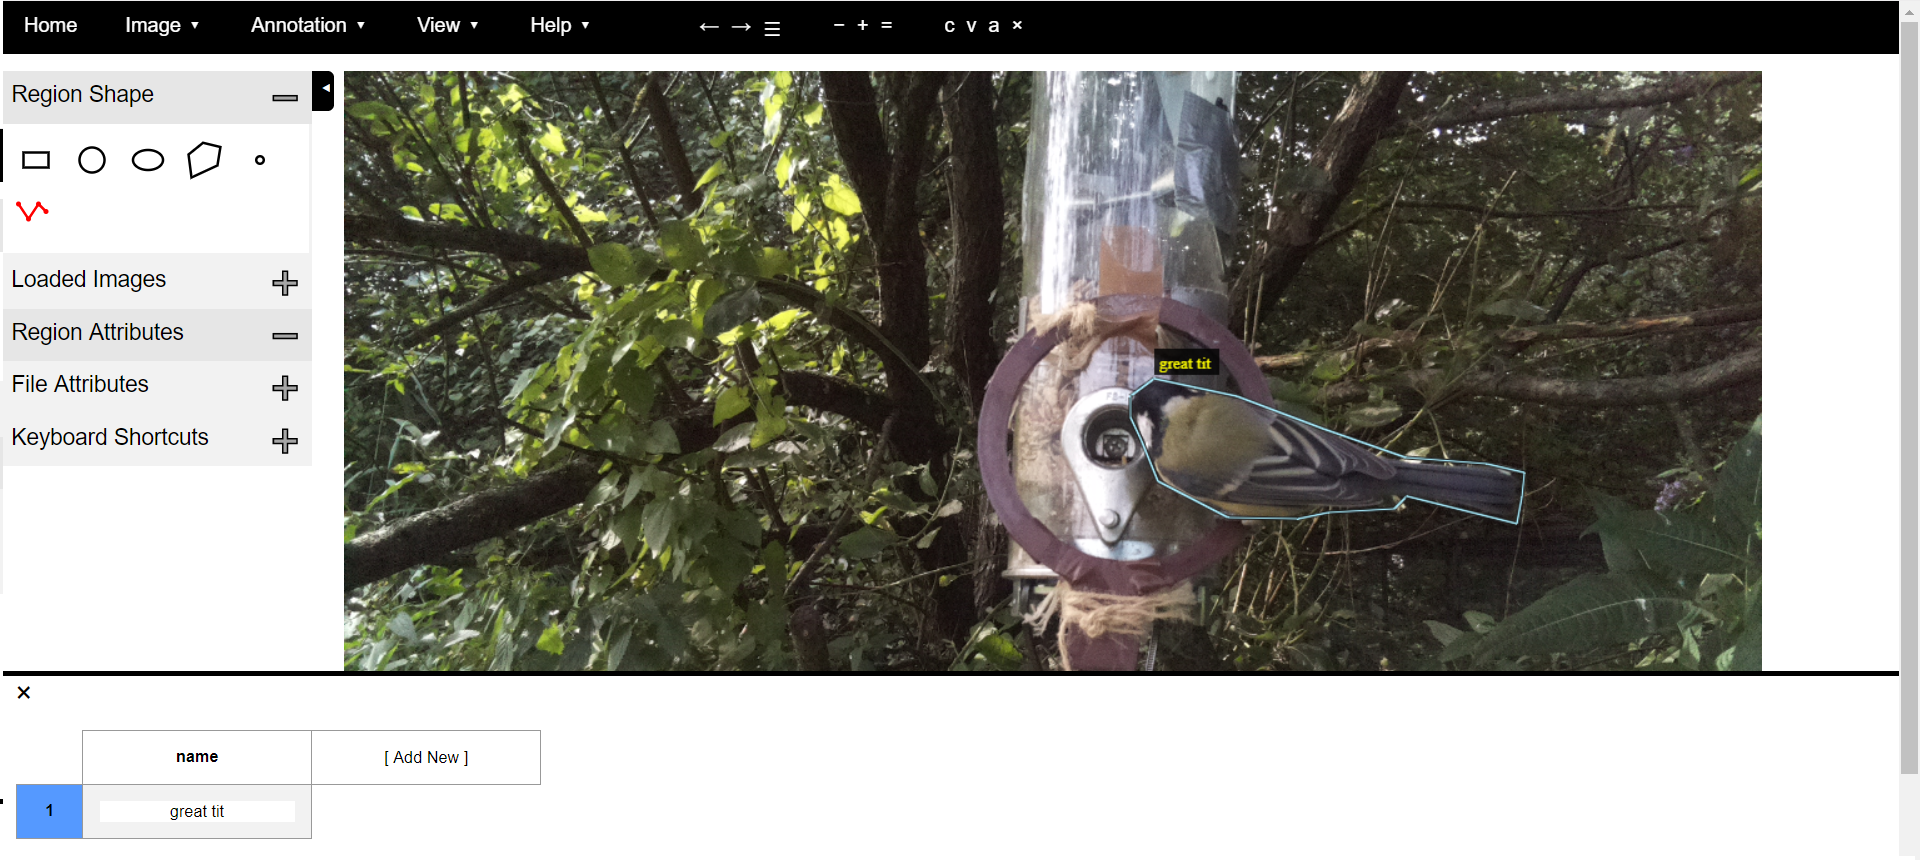 Home Image ▼ Annotation ▼ View ▼ Help ▼ ← → ☰ − + = c v a ×
Region Shape
Loaded Images
Region Attributes
File Attributes
Keyboard Shortcuts
great tit
×
name [ Add New ]
1 great tit